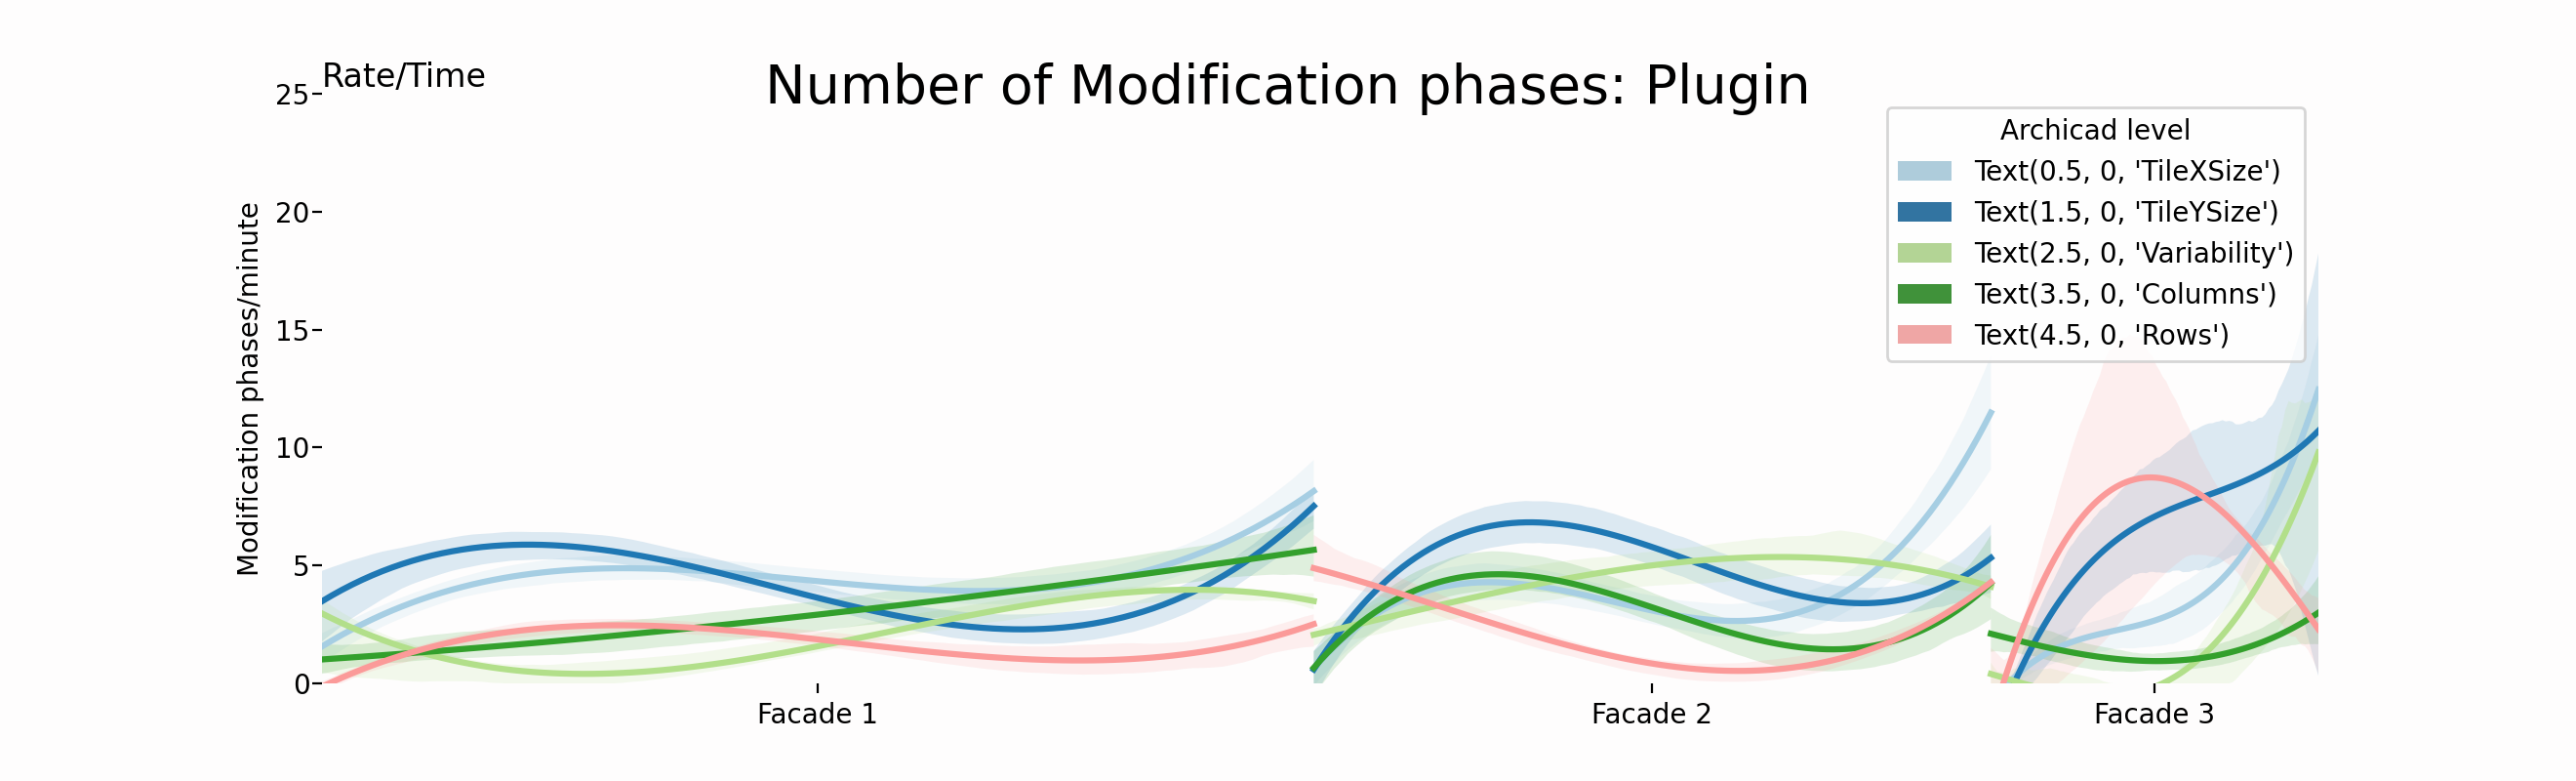 Rate/Time
Number of Modification phases: Plugin
25
20
15
10
5
0
Modification phases/minute
Archicad level
Text(0.5, 0, 'TileXSize')
Text(1.5, 0, 'TileYSize')
Text(2.5, 0, 'Variability')
Text(3.5, 0, 'Columns')
Text(4.5, 0, 'Rows')
Facade 1
Facade 2
Facade 3